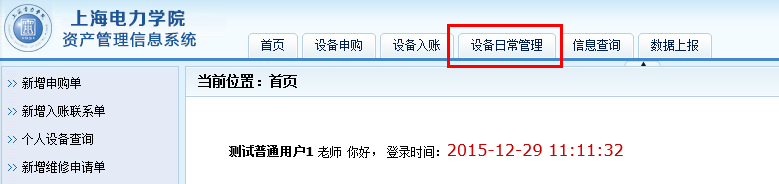 上海电力学院
资产管理信息系统
首页 设备申购 设备入账 设备日常管理 信息查询 数据上报
>> 新增申购单
>> 新增入账联系单
>> 个人设备查询
>> 新增维修申请单
当前位置：首页
测试普通用户1 老师 你好，登录时间：2015-12-29 11:11:32